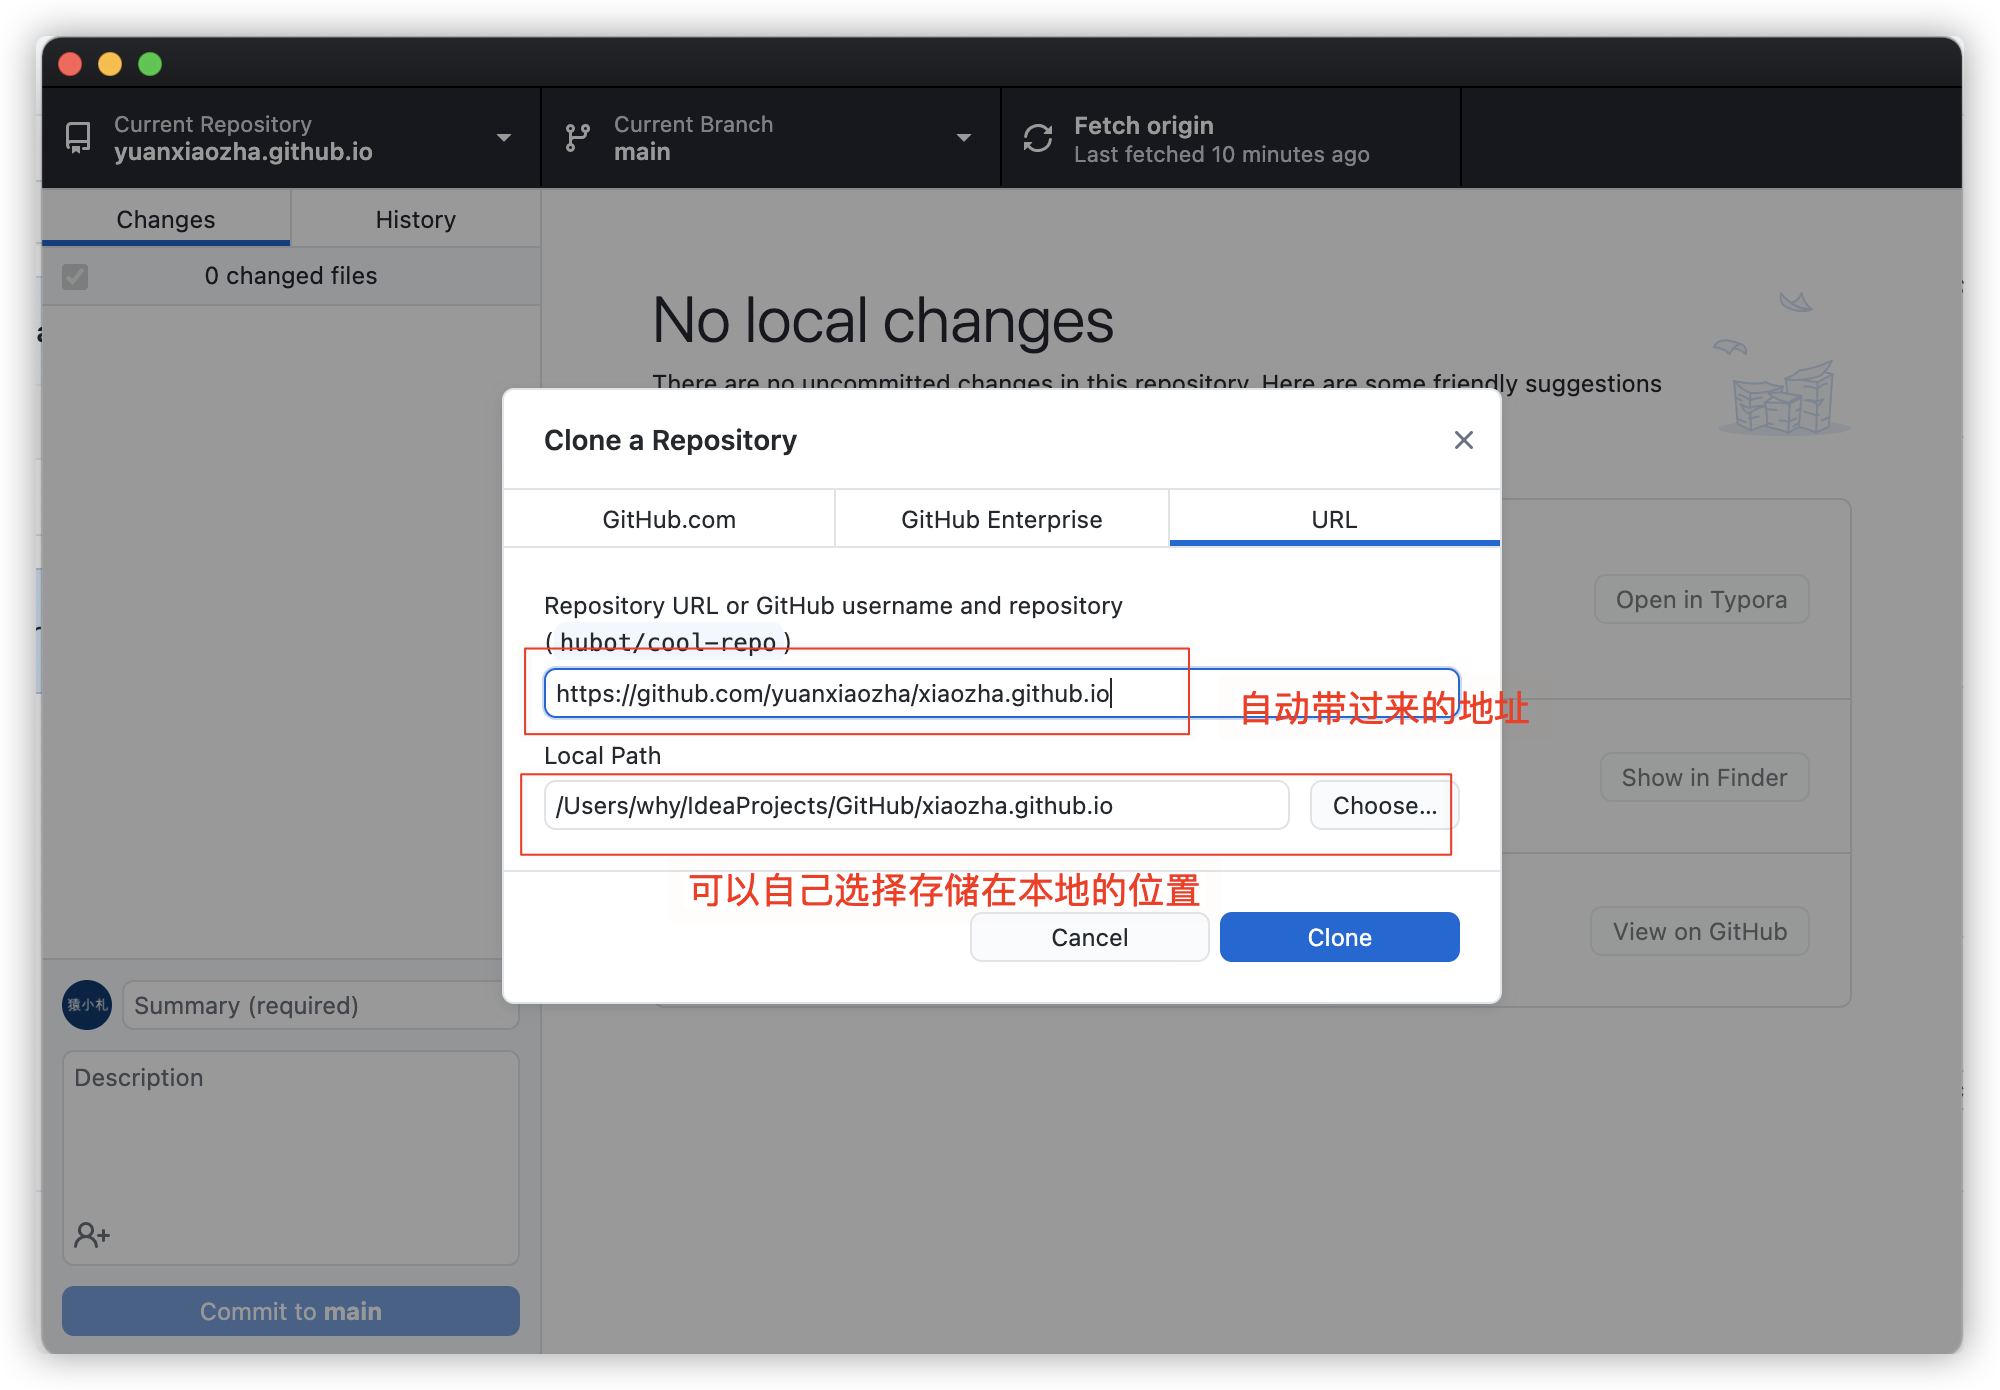 Current Repository
yuanxiaozha.github.io
Current Branch
main
Fetch origin
Last fetched 10 minutes ago
Changes
History
0 changed files
No local changes
There are no uncommitted changes in this repository. Here are some friendly suggestions
Clone a Repository
GitHub.com
GitHub Enterprise
URL
Repository URL or GitHub username and repository
(hubot/cool-repo)
https://github.com/yuanxiaozha/xiaozha.github.io
自动带过来的地址
Local Path
/Users/why/IdeaProjects/GitHub/xiaozha.github.io
Choose...
可以自己选择存储在本地的位置
Cancel
Clone
Open in Typora
Show in Finder
View on GitHub
猿小札
Summary (required)
Description
Commit to main